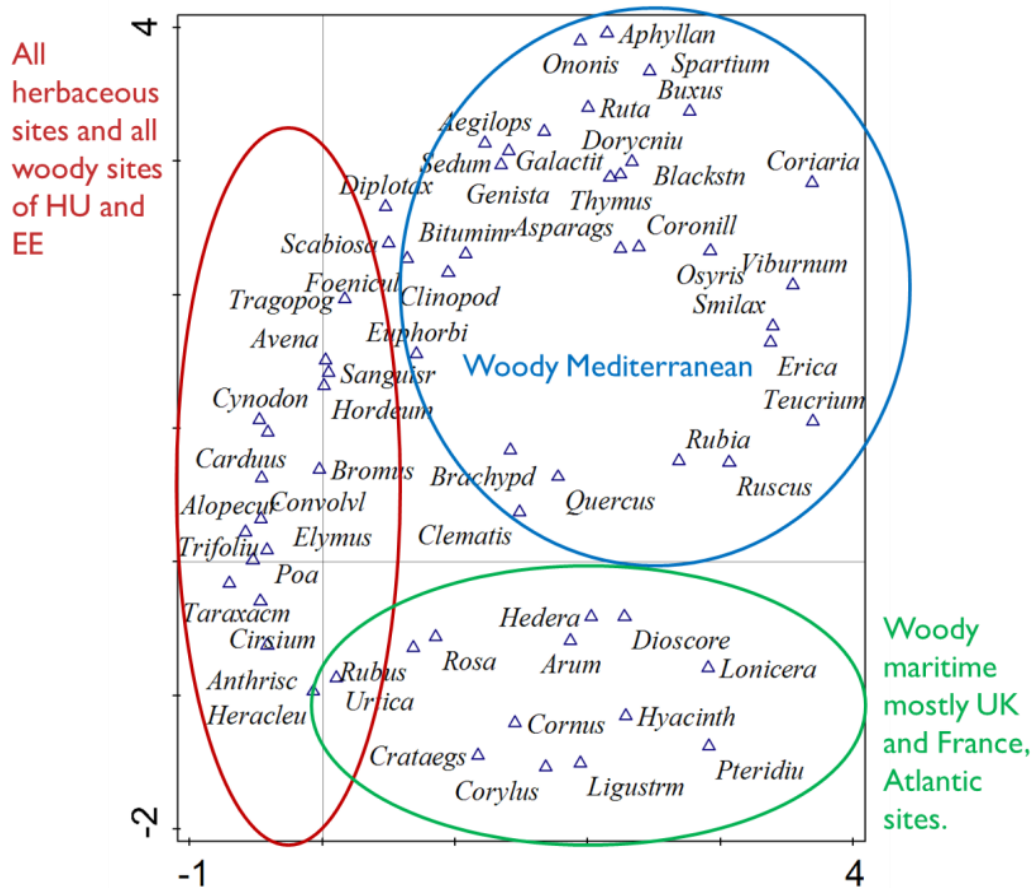 4
All
herbaceous
sites and all
woody sites
of HU and
EE
Aphyllan
Ononis
Spartium
Buxus
Ruta
Aegilops
Dorycniu
Coriaria
Sedum
Galactit
Blackstn
Genista
Diplotax
Thymus
Asparags
Coronill
Bituminr
Scabiosa
Osyris
Viburnum
Foenicul
Clinopod
Tragopog
Smilax
Euphorbi
Avena
Woody Mediterranean
Erica
Sanguisr
Cynodon
Hordeum
Teucrium
Rubia
Carduus
Bromus
Brachypd
Ruscus
Quercus
Alopecur
Convolvl
Clematis
Elymus
Trifoliu
Poa
Taraxacm
Hedera
Dioscore
Cirsium
Rosa
Arum
Lonicera
Rubus
Anthrisc
Urtica
Heracleu
Cornus
Hyacinth
Crataegs
Pteridiu
Corylus
Ligustrm
Woody
maritime
mostly UK
and France,
Atlantic
sites.
-2
-1
4